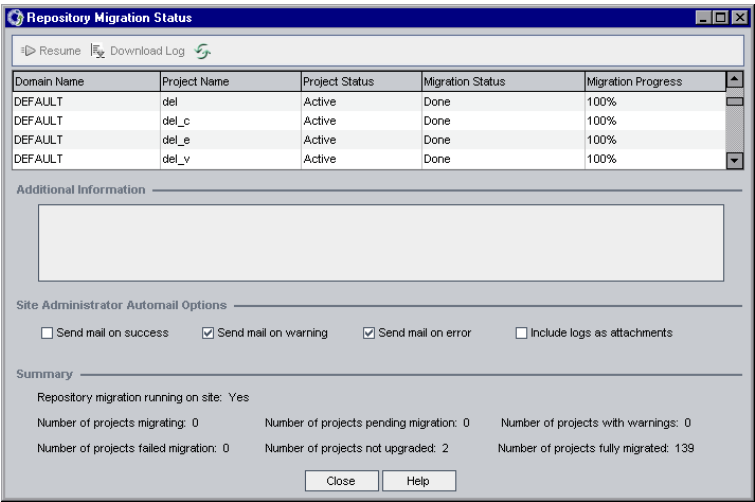 Repository Migration Status
Resume Download Log
Domain Name Project Name Project Status Migration Status Migration Progress
DEFAULT del Active Done 100%
DEFAULT del_c Active Done 100%
DEFAULT del_e Active Done 100%
DEFAULT del_v Active Done 100%
Additional Information
Site Administrator Automail Options
Send mail on success Send mail on warning Send mail on error Include logs as attachments
Summary
Repository migration running on site: Yes
Number of projects migrating: 0 Number of projects pending migration: 0 Number of projects with warnings: 0
Number of projects failed migration: 0 Number of projects not upgraded: 2 Number of projects fully migrated: 139
Close Help